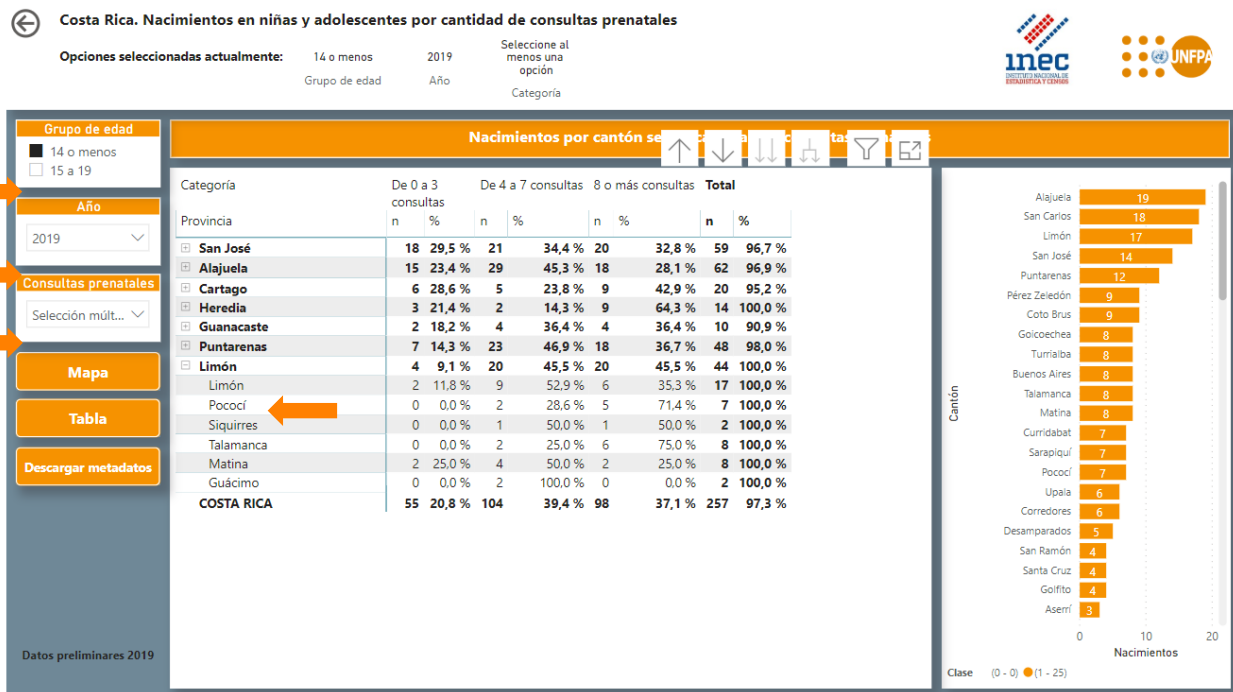 Costa Rica. Nacimientos en niñas y adolescentes por cantidad de consultas prenatales
Opciones seleccionadas actualmente:
14 o menos
Grupo de edad
2019
Año
Seleccione al
menos una
opción
Categoría
inec
INSTITUTO NACIONAL DE
ESTADÍSTICA Y CENSOS
UNFPA
Grupo de edad
14 o menos
15 a 19
Año
2019
Consultas prenatales
Selección múlt...
Mapa
Tabla
Descargar metadatos
Datos preliminares 2019
Nacimientos por cantón
Categoría De 0 a 3 De 4 a 7 consultas 8 o más consultas Total
consultas
Provincia n % n % n % n %
San José 18 29,5 % 21 34,4 % 20 32,8 % 59 96,7 %
Alajuela 15 23,4 % 29 45,3 % 18 28,1 % 62 96,9 %
Cartago 6 28,6 % 5 23,8 % 9 42,9 % 20 95,2 %
Heredia 3 21,4 % 2 14,3 % 9 64,3 % 14 100,0 %
Guanacaste 2 18,2 % 4 36,4 % 4 36,4 % 10 90,9 %
Puntarenas 7 14,3 % 23 46,9 % 18 36,7 % 48 98,0 %
Limón 4 9,1 % 20 45,5 % 20 45,5 % 44 100,0 %
Limón 2 11,8 % 9 52,9 % 6 35,3 % 17 100,0 %
Pococí 0 0,0 % 2 28,6 % 5 71,4 % 7 100,0 %
Siquirres 0 0,0 % 1 50,0 % 1 50,0 % 2 100,0 %
Talamanca 0 0,0 % 2 25,0 % 6 75,0 % 8 100,0 %
Matina 2 25,0 % 4 50,0 % 2 25,0 % 8 100,0 %
Guácimo 0 0,0 % 2 100,0 % 0 0,0 % 2 100,0 %
COSTA RICA 55 20,8 % 104 39,4 % 98 37,1 % 257 97,3 %
Cantón
Alajuela 19
San Carlos 18
Limón 17
San José 14
Puntarenas 12
Pérez Zeledón 9
Coto Brus 9
Goicoechea 8
Turrialba 8
Buenos Aires 8
Talamanca 8
Matina 8
Curridabat 7
Sarapiquí 7
Pococí 7
Upala 6
Corredores 6
Desamparados 5
San Ramón 4
Santa Cruz 4
Golfito 4
Aserrí 3
0 10 20
Nacimientos
Clase (0 - 0) (1 - 25)